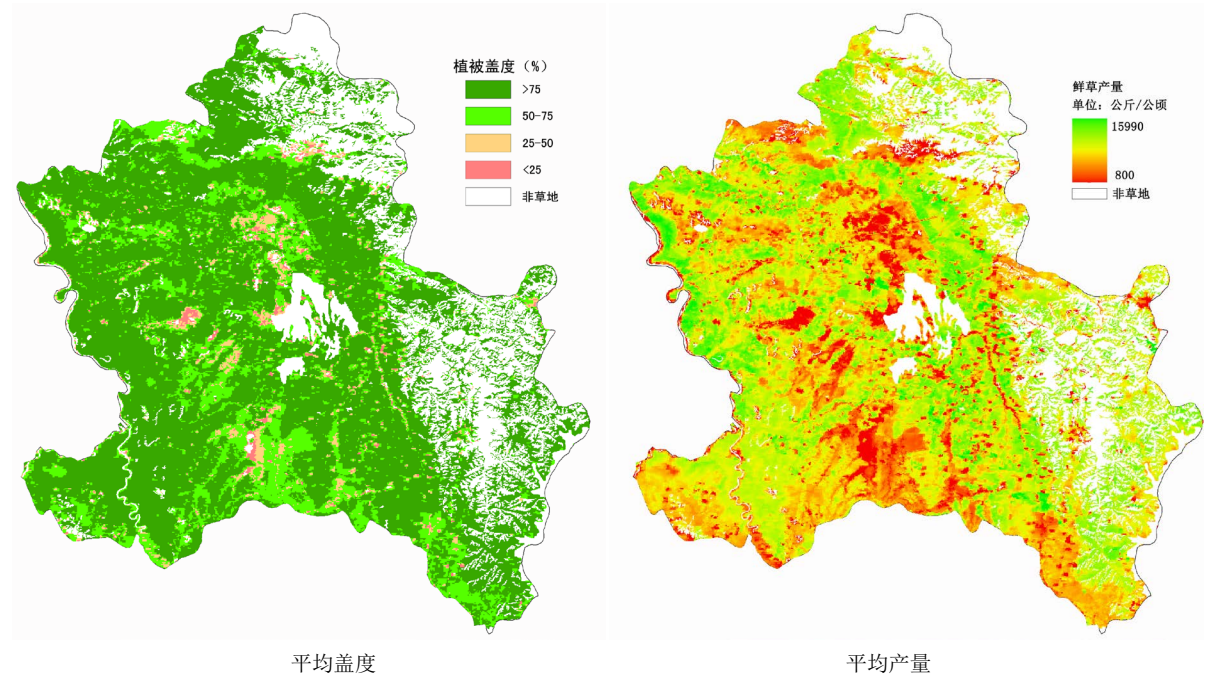 植被盖度（%）
>75
50-75
25-50
<25
非草地
鲜草产量
单位：公斤/公顷
15990
800
非草地
平均盖度
平均产量